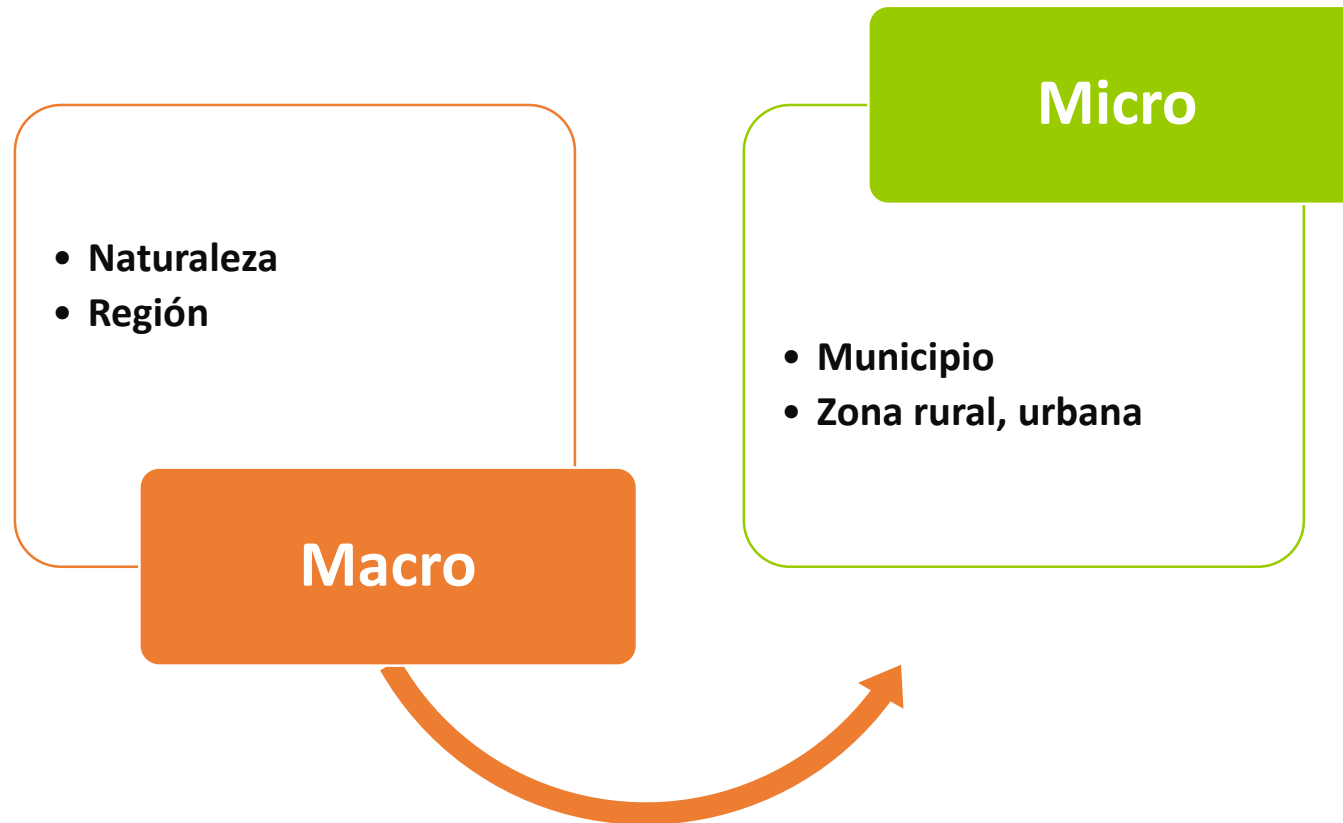 • Naturaleza
• Región
Macro
Micro
• Municipio
• Zona rural, urbana